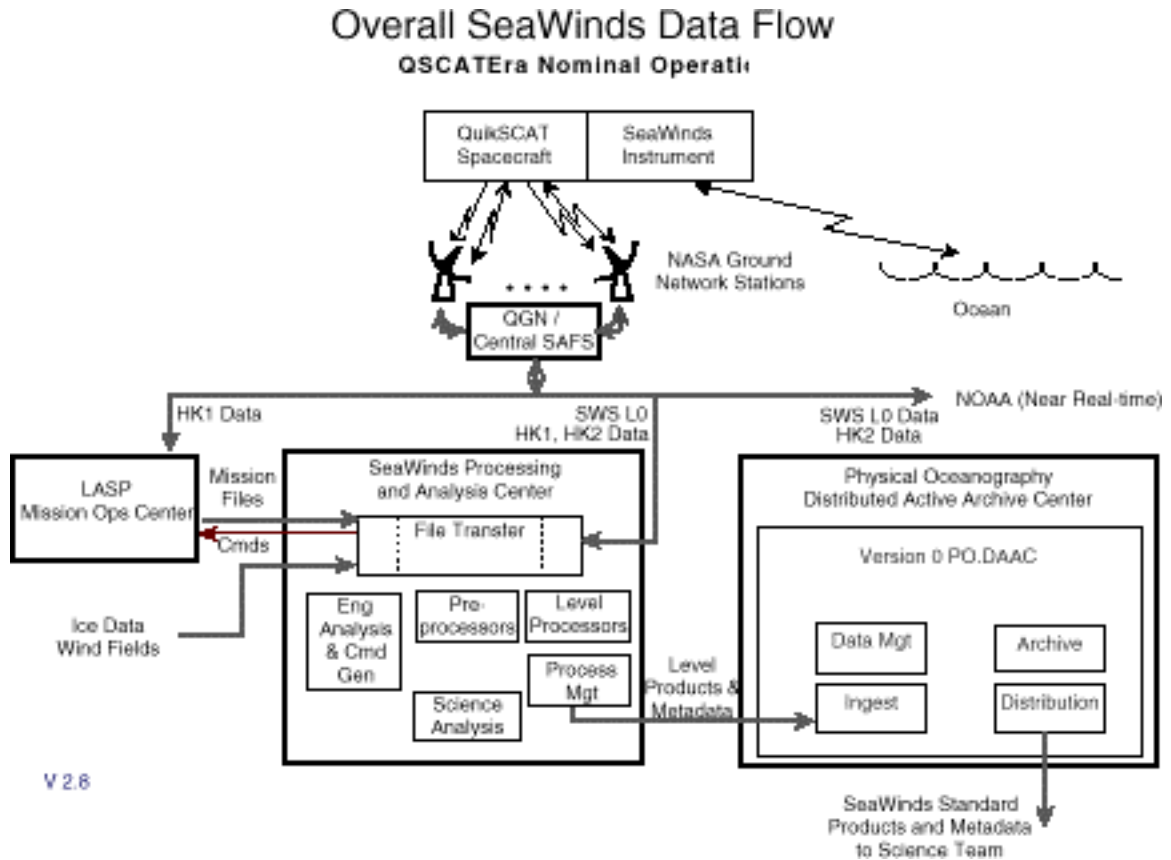 Overall SeaWinds Data Flow
QSCATEra Nominal Operati
QuikSCAT
Spacecraft
SeaWinds
Instrument
NASA Ground
Network Stations
Ocean
QGN /
Central SAFS
HK1 Data
SWS L0
HK1, HK2 Data
SWS L0 Data
HK2 Data
NOAA (Near Real-time)
LASP
Mission Ops Center
Mission
Files
Cmds
Ice Data
Wind Fields
SeaWinds Processing
and Analysis Center
File Transfer
Eng
Analysis
& Cmd
Gen
Pre-
processors
Level
Processors
Process
Mgt
Science
Analysis
Level
Products &
Metadata
Physical Oceanography
Distributed Active Archive Center
Version 0 PO.DAAC
Data Mgt
Archive
Ingest
Distribution
SeaWinds Standard
Products and Metadata
to Science Team
V 2.8